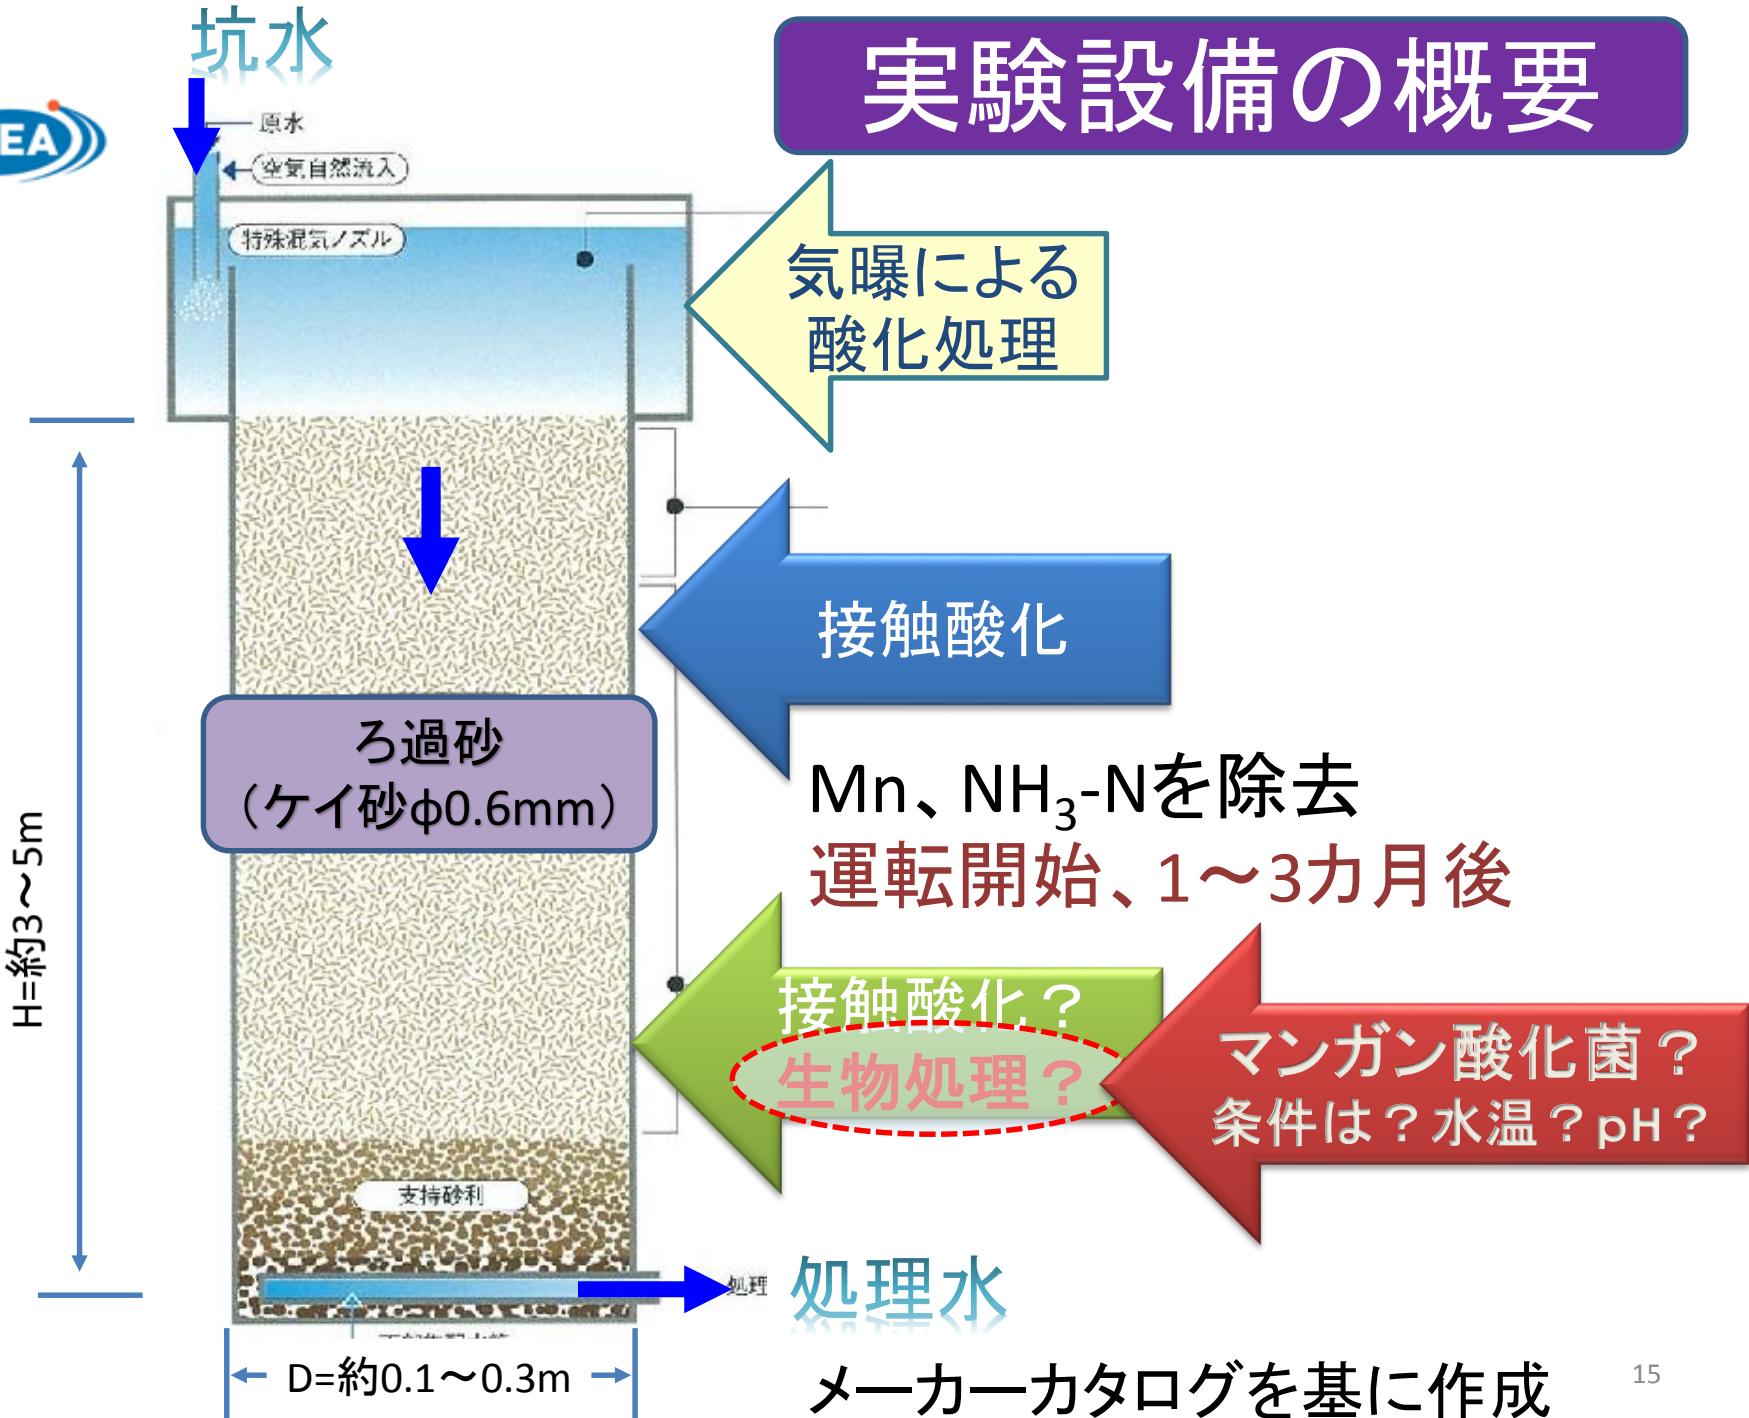 坑水
実験設備の概要
EA
原水
空気自然流入
特殊混気ノズル
気曝による
酸化処理
接触酸化
ろ過砂
（ケイ砂φ0.6mm）
Mn、NH₃-Nを除去
運転開始、1～3カ月後
H=約3～5m
接触酸化？
生物処理？
マンガン酸化菌？
条件は？水温？pH？
支持砂利
処理
処理水
D=約0.1～0.3m
メーカーカタログを基に作成
15